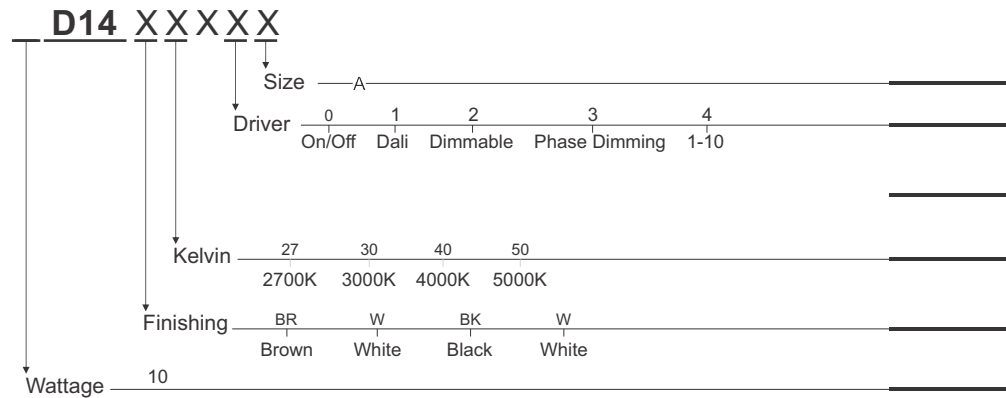 D14 X X X X X
Size A
0 1 2 3 4
Driver
On/Off Dali Dimmable Phase Dimming 1-10
27 30 40 50
Kelvin
2700K 3000K 4000K 5000K
BR W BK W
Finishing
Brown White Black White
10
Wattage